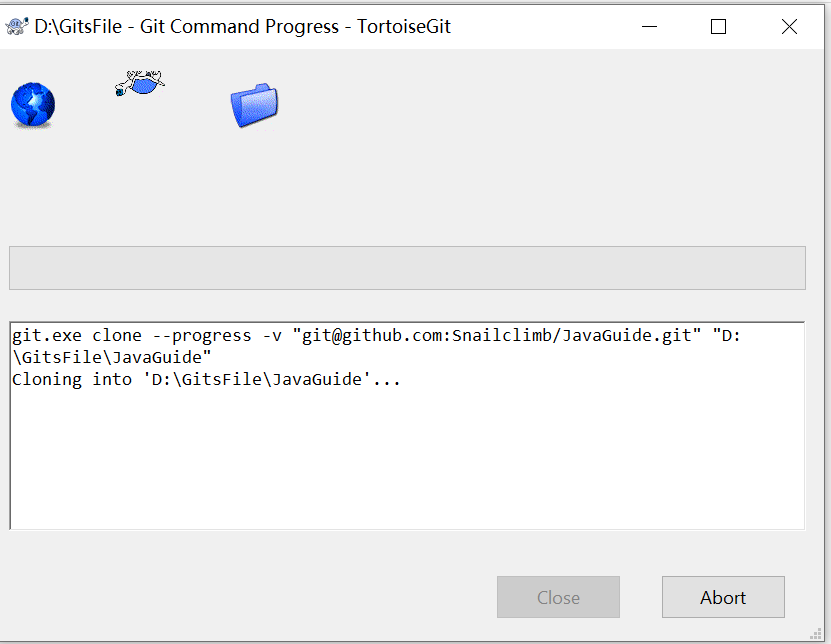 D:\GitsFile - Git Command Progress - TortoiseGit
git.exe clone --progress -v "git@github.com:Snailclimb/JavaGuide.git" "D:
\GitsFile\JavaGuide"
Cloning into 'D:\GitsFile\JavaGuide'...
Close
Abort